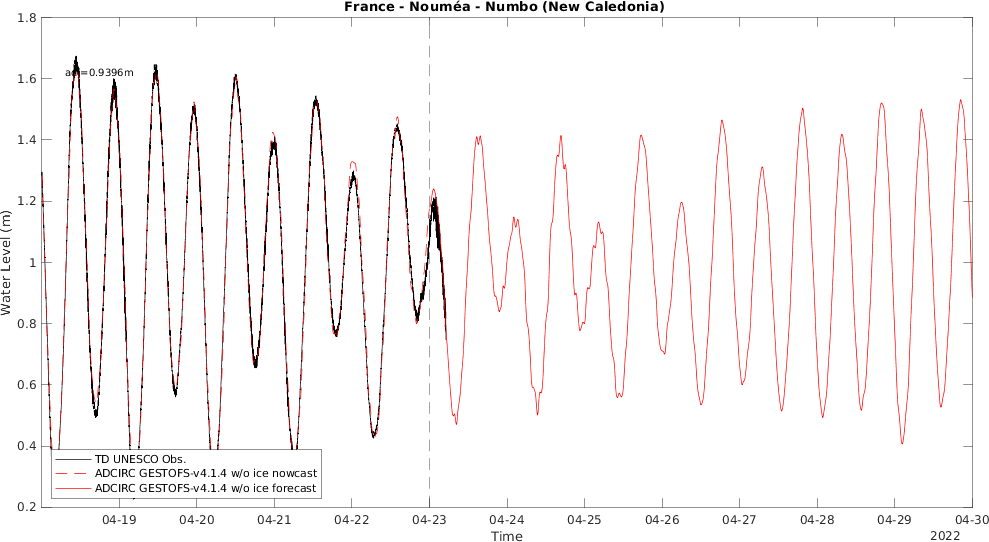 France - Nouméa - Numbo (New Caledonia)
1.8
1.6
1.4
1.2
1
0.8
0.6
0.4
0.2
Water Level (m)
=0.9396m
TD UNESCO Obs.
ADCIRC GESTOFS-v4.1.4 w/o ice nowcast
ADCIRC GESTOFS-v4.1.4 w/o ice forecast
04-19 04-20 04-21 04-22 04-23 04-24 04-25 04-26 04-27 04-28 04-29 04-30
Time
2022